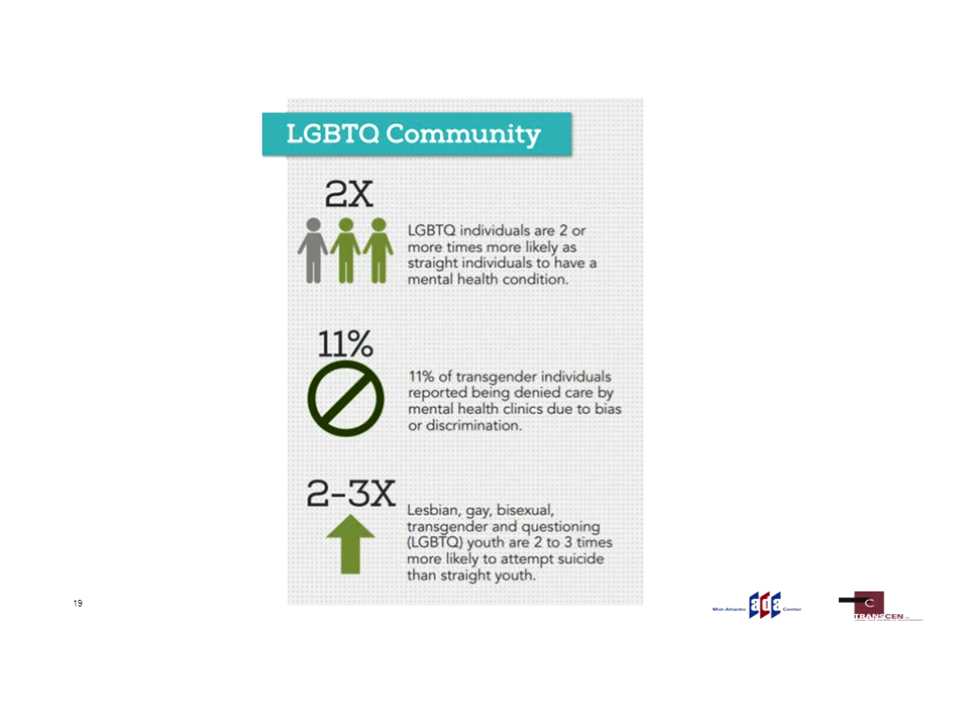 LGBTQ Community
2X
LGBTQ individuals are 2 or
more times more likely as
straight individuals to have a
mental health condition.
11%
11% of transgender individuals
reported being denied care by
mental health clinics due to bias
or discrimination.
2-3X
Lesbian, gay, bisexual,
transgender and questioning
(LGBTQ) youth are 2 to 3 times
more likely to attempt suicide
than straight youth.
19
Mid-Atlantic ada Center
C
TRANSCEN